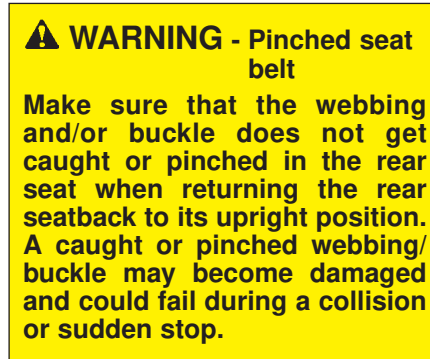 WARNING - Pinched seat
belt
Make sure that the webbing
and/or buckle does not get
caught or pinched in the rear
seat when returning the rear
seatback to its upright position.
A caught or pinched webbing/
buckle may become damaged
and could fail during a collision
or sudden stop.